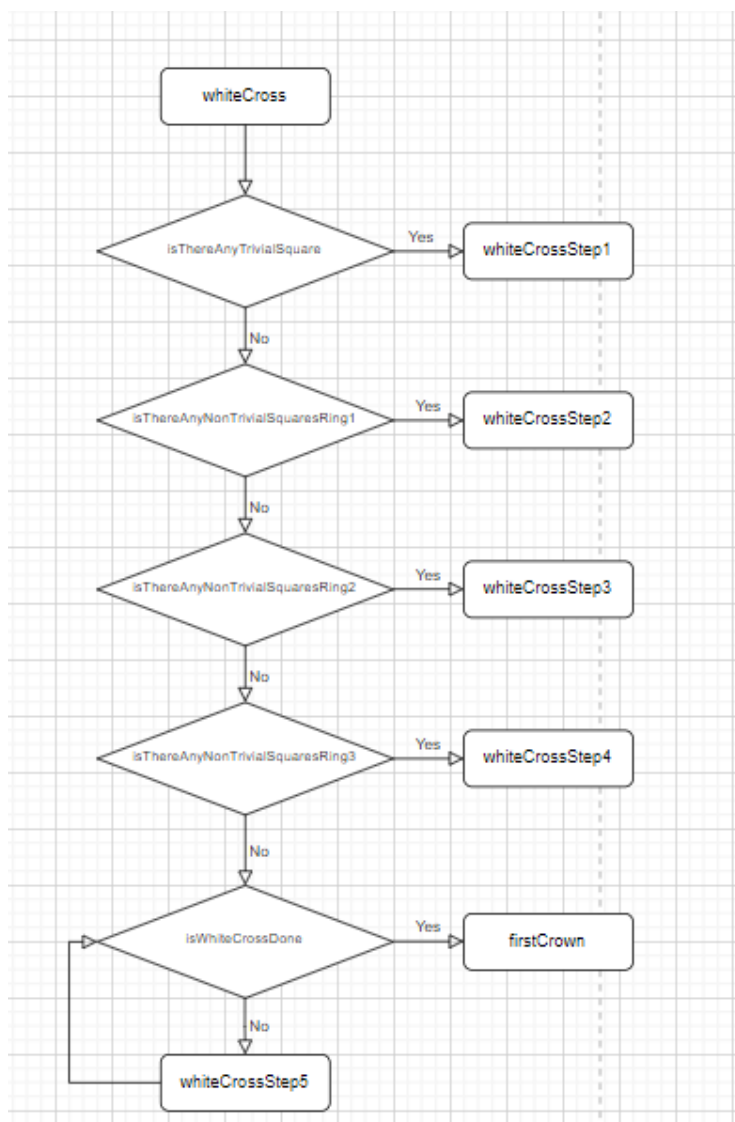 whiteCross
isThereAnyTrivialSquare
Yes
whiteCrossStep1
No
isThereAnyNonTrivialSquaresRing1
Yes
whiteCrossStep2
No
isThereAnyNonTrivialSquaresRing2
Yes
whiteCrossStep3
No
isThereAnyNonTrivialSquaresRing3
Yes
whiteCrossStep4
No
isWhiteCrossDone
Yes
firstCrown
No
whiteCrossStep5